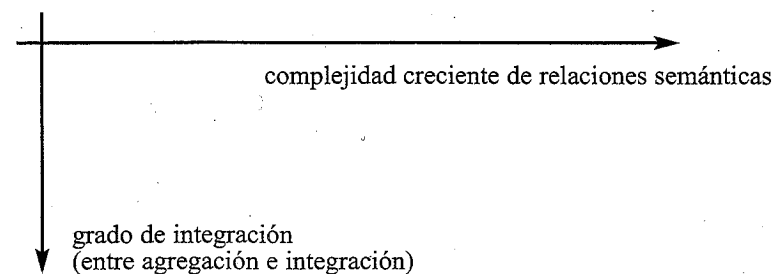 complejidad creciente de relaciones semánticas
grado de integración
(entre agregación e integración)